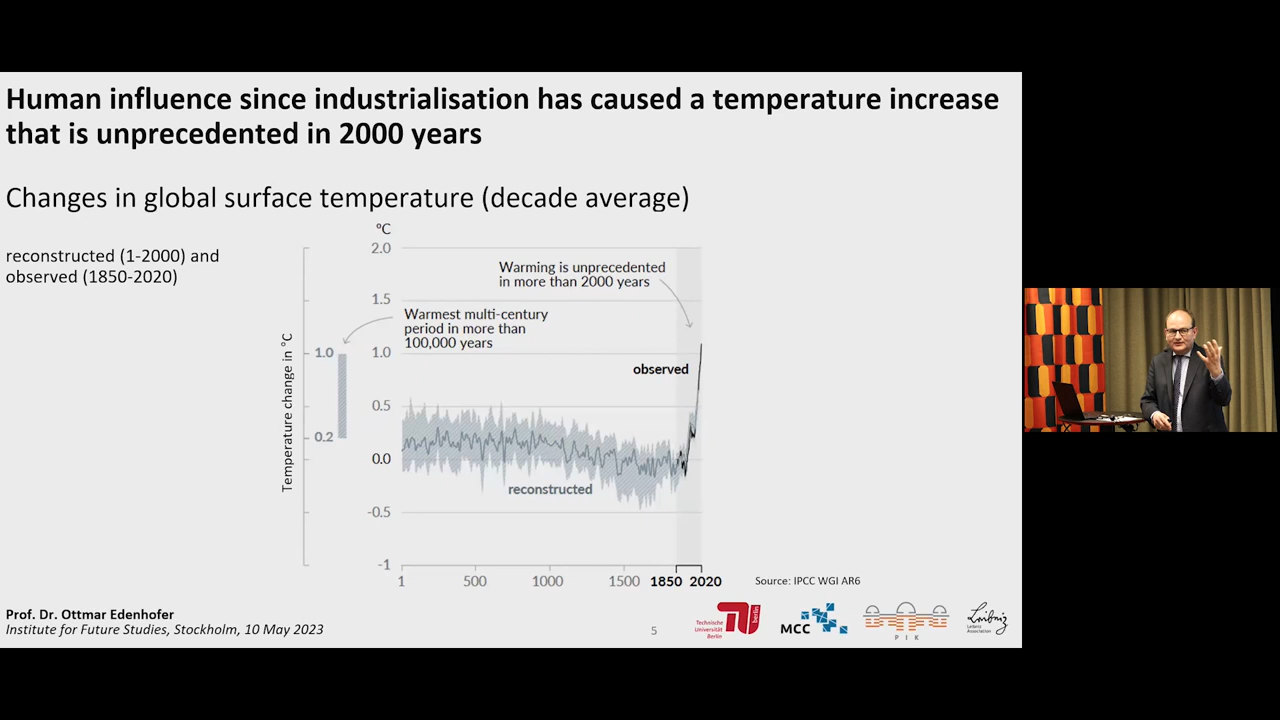 Human influence since industrialisation has caused a temperature increase
that is unprecedented in 2000 years
Changes in global surface temperature (decade average)
reconstructed (1-2000) and
observed (1850-2020)
°C
2.0
1.5
1.0
0.5
0.0
-0.5
-1
Temperature change in °C
1.0
0.2
Warming is unprecedented
in more than 2000 years
Warmest multi-century
period in more than
100,000 years
observed
reconstructed
1 500 1000 1500 1850 2020
Source: IPCC WGI AR6
Prof. Dr. Ottmar Edenhofer
Institute for Future Studies, Stockholm, 10 May 2023
5
Technische
Universität
Berlin
berlin
MCC
PIK
Leibniz
Leibniz
Association